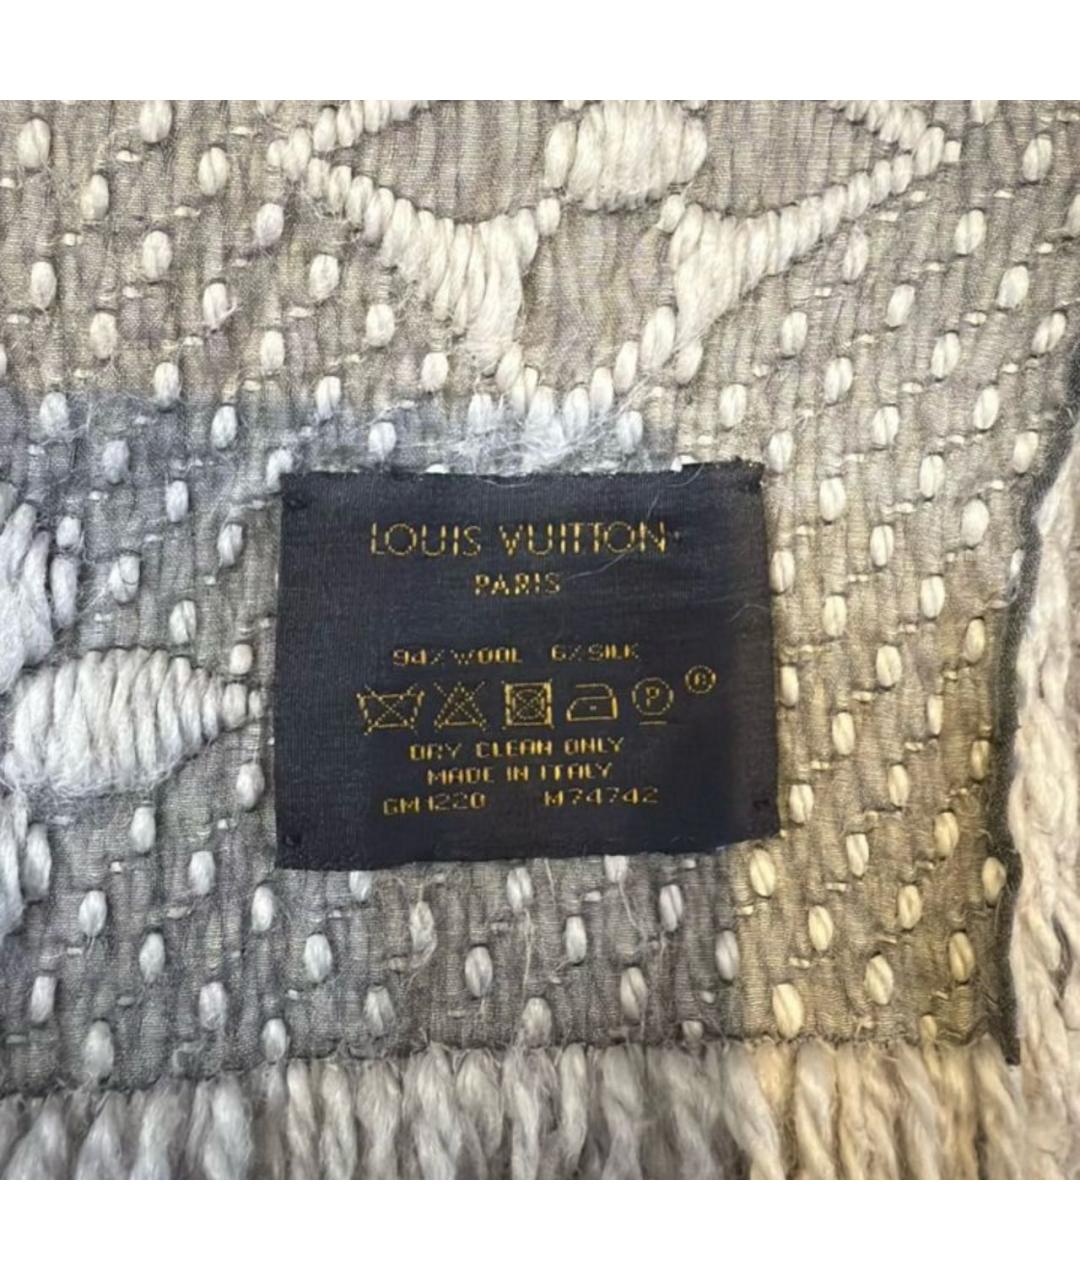 LOUIS VUITTON
PARIS
94% WOOL 6% SILK
P ®
DRY CLEAN ONLY
MADE IN ITALY
GM1220 M74742